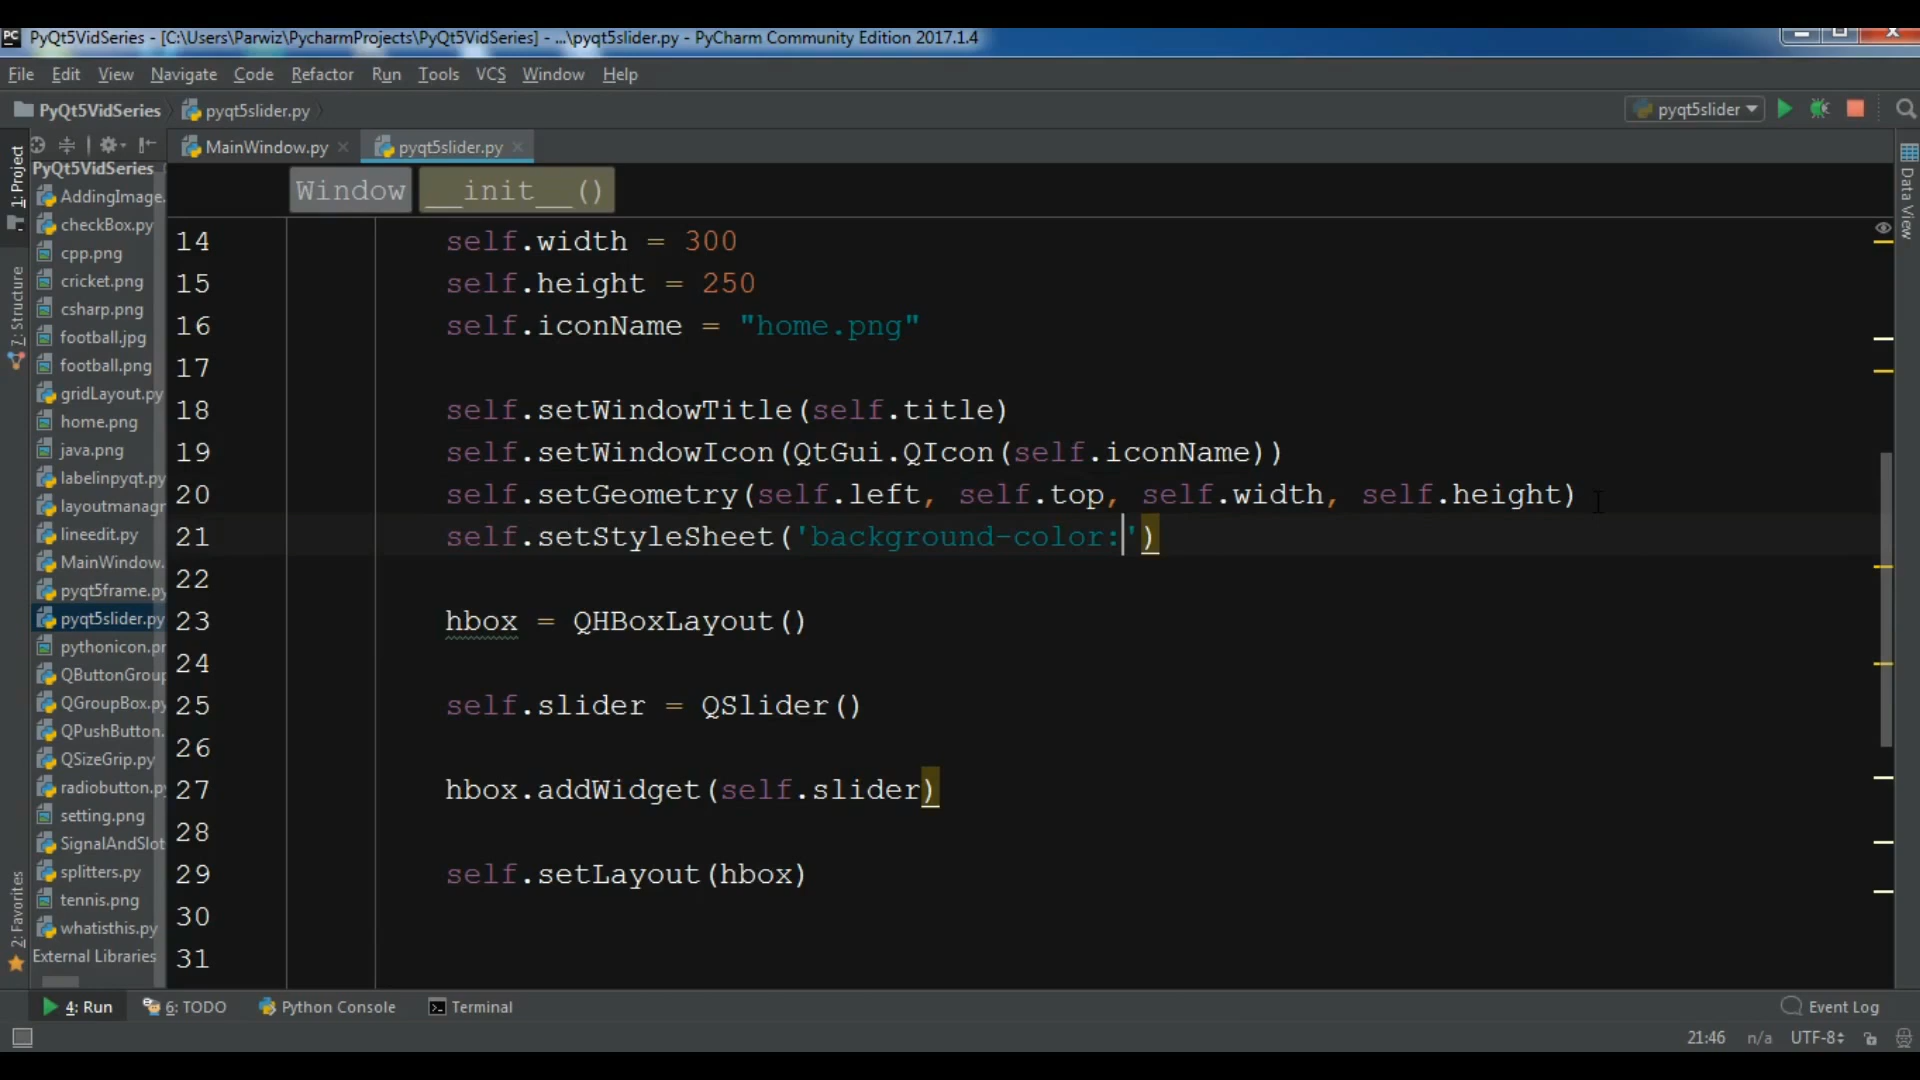 PC PyQt5VidSeries - [C:\Users\Parwiz\PycharmProjects\PyQt5VidSeries] - ...\pyqt5slider.py - PyCharm Community Edition 2017.1.4
File Edit View Navigate Code Refactor Run Tools VCS Window Help
PyQt5VidSeries pyqt5slider.py pyqt5slider
MainWindow.py pyqt5slider.py
1: Project
7: Structure
2: Favorites
Data View
PyQt5VidSeries
AddingImage.
checkBox.py
cpp.png
cricket.png
csharp.png
football.jpg
football.png
gridLayout.py
home.png
java.png
labelinpyqt.py
layoutmanagr
lineedit.py
MainWindow.
pyqt5frame.py
pyqt5slider.py
pythonicon.pr
QButtonGroup
QGroupBox.py
QPushButton.
QSizeGrip.py
radiobutton.py
setting.png
SignalAndSlot
splitters.py
tennis.png
whatisthis.py
External Libraries
Window __init__()
14 self.width = 300
15 self.height = 250
16 self.iconName = "home.png"
17
18 self.setWindowTitle(self.title)
19 self.setWindowIcon(QtGui.QIcon(self.iconName))
20 self.setGeometry(self.left, self.top, self.width, self.height)
21 self.setStyleSheet('background-color:')
22
23 hbox = QHBoxLayout()
24
25 self.slider = QSlider()
26
27 hbox.addWidget(self.slider)
28
29 self.setLayout(hbox)
30
31
4: Run 6: TODO Python Console Terminal Event Log
21:46 n/a UTF-8